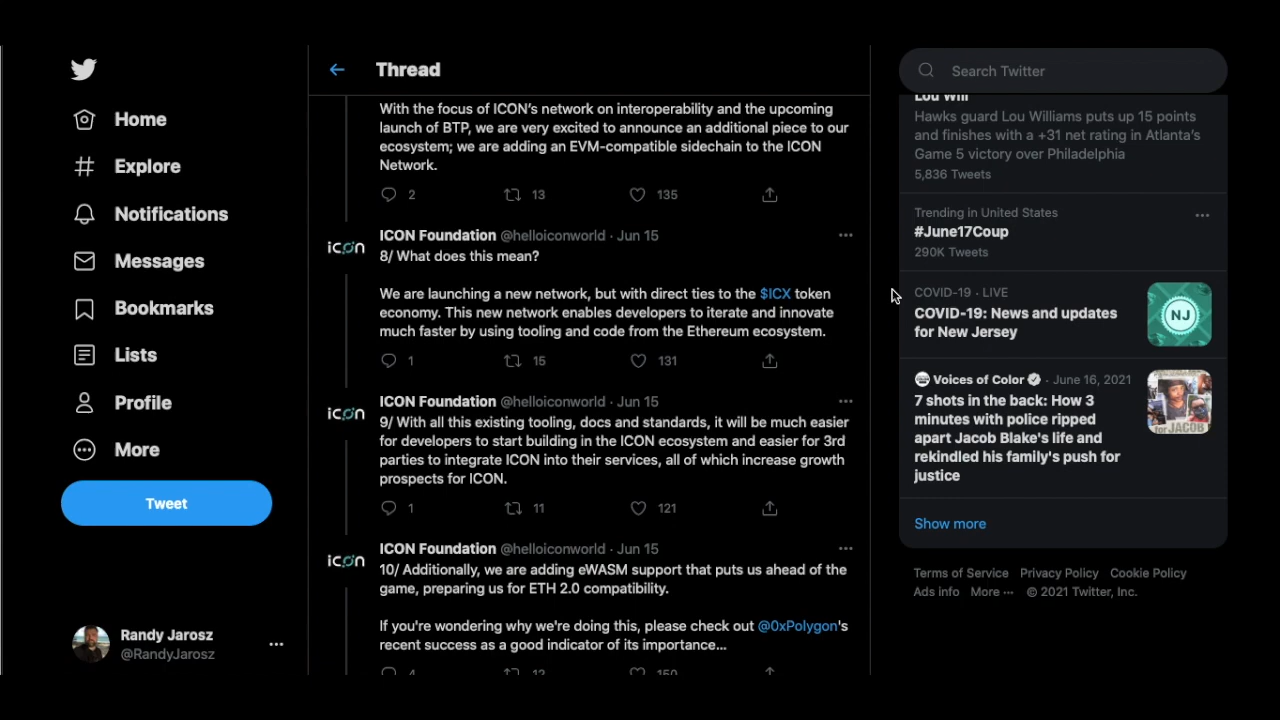 Home
Explore
Notifications
Messages
Bookmarks
Lists
Profile
More
Tweet
Randy Jarosz
@RandyJarosz
Thread
With the focus of ICON's network on interoperability and the upcoming
launch of BTP, we are very excited to announce an additional piece to our
ecosystem; we are adding an EVM-compatible sidechain to the ICON
Network.
2 13 135
icon
ICON Foundation @helloiconworld · Jun 15
8/ What does this mean?
We are launching a new network, but with direct ties to the $ICX token
economy. This new network enables developers to iterate and innovate
much faster by using tooling and code from the Ethereum ecosystem.
1 15 131
icon
ICON Foundation @helloiconworld · Jun 15
9/ With all this existing tooling, docs and standards, it will be much easier
for developers to start building in the ICON ecosystem and easier for 3rd
parties to integrate ICON into their services, all of which increase growth
prospects for ICON.
1 11 121
icon
ICON Foundation @helloiconworld · Jun 15
10/ Additionally, we are adding eWASM support that puts us ahead of the
game, preparing us for ETH 2.0 compatibility.
If you're wondering why we're doing this, please check out @0xPolygon's
recent success as a good indicator of its importance...
4 12 150
Search Twitter
Lou Will
Hawks guard Lou Williams puts up 15 points
and finishes with a +31 net rating in Atlanta's
Game 5 victory over Philadelphia
5,836 Tweets
Trending in United States
#June17Coup
290K Tweets
COVID-19 · LIVE
COVID-19: News and updates
for New Jersey
NJ
Voices of Color · June 16, 2021
7 shots in the back: How 3
minutes with police ripped
apart Jacob Blake's life and
rekindled his family's push for
justice
for JACOB
Show more
Terms of Service Privacy Policy Cookie Policy
Ads info More ··· © 2021 Twitter, Inc.